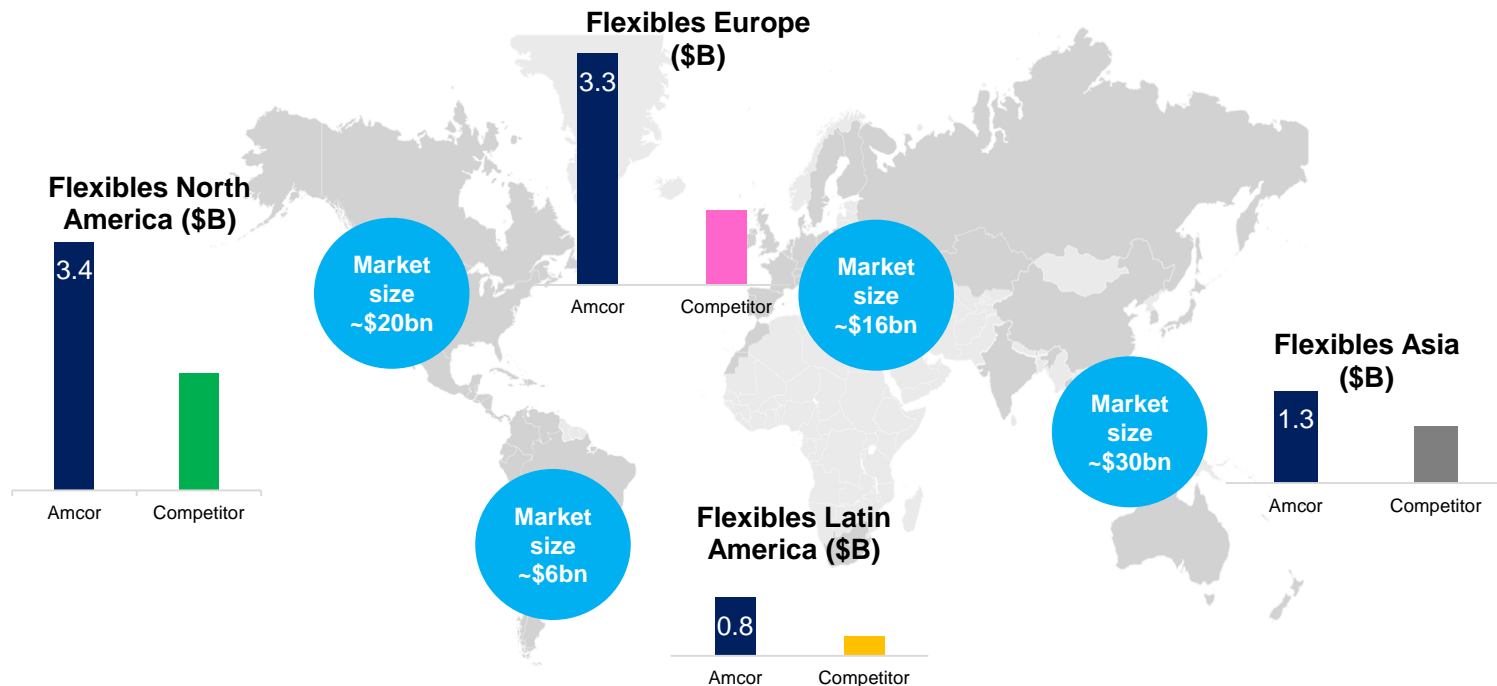 Flexibles Europe
($B)
3.3
Amcor
Competitor
Flexibles North
America ($B)
3.4
Amcor
Competitor
Market
size
~$20bn
Market
size
~$16bn
Flexibles Asia
($B)
1.3
Amcor
Competitor
Market
size
~$30bn
Market
size
~$6bn
Flexibles Latin
America ($B)
0.8
Amcor
Competitor